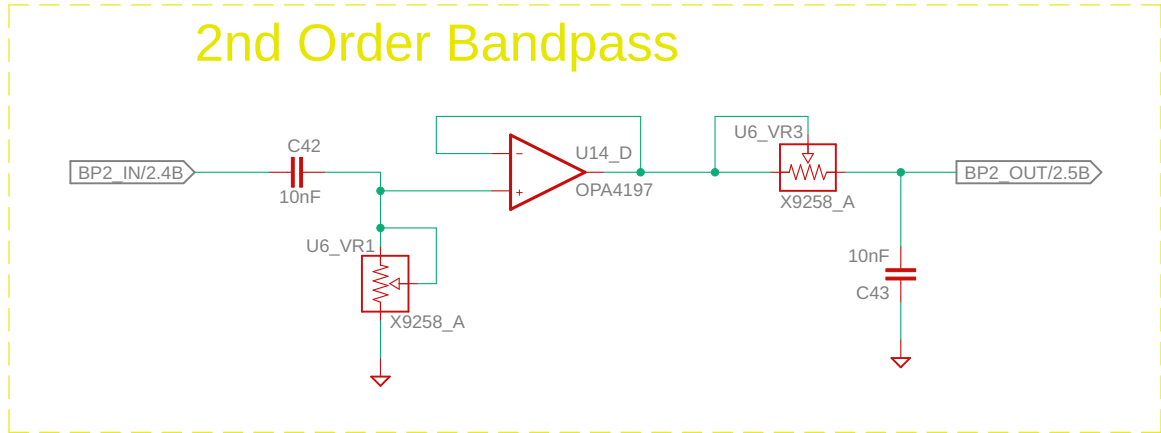 2nd Order Bandpass
BP2_IN/2.4B
C42
10nF
U6_VR1
X9258_A
−
+
U14_D
OPA4197
U6_VR3
X9258_A
10nF
C43
BP2_OUT/2.5B